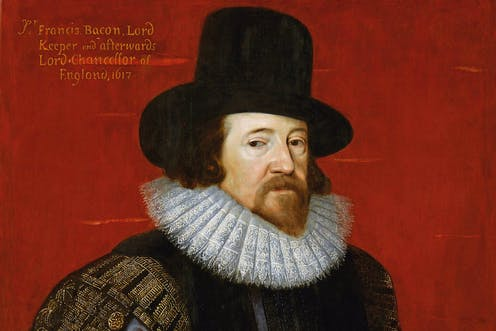 Sr Francis Bacon, Lord
Keeper and afterwards
Lord Chancellor of
England, 1617